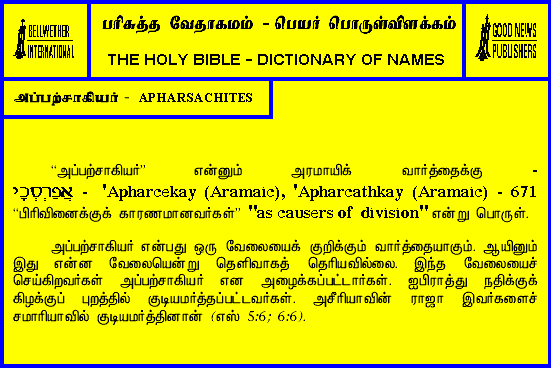 BELLWETHER
INTERNATIONAL
பரிசுத்த வேதாகமம் - பெயர் பொருள்விளக்கம்
THE HOLY BIBLE - DICTIONARY OF NAMES
GOOD NEWS
PUBLISHERS
அப்பற்சாகியர் - APHARSACHITES
“அப்பற்சாகியர்” என்னும் அரமாயிக் வார்த்தைக்கு -
אֲפַרְסְכָי - 'Apharcekay (Aramaic), 'Apharcathkay (Aramaic) - 671
“பிரிவினைக்குக் காரணமானவர்கள்” "as causers of division" என்று பொருள்.
அப்பற்சாகியர் என்பது ஒரு வேலையைக் குறிக்கும் வார்த்தையாகும். ஆயினும்
இது என்ன வேலையென்று தெளிவாகத் தெரியவில்லை. இந்த வேலையைச்
செய்கிறவர்கள் அப்பற்சாகியர் என அழைக்கப்பட்டார்கள். ஐபிராத்து நதிக்குக்
கிழக்குப் புறத்தில் குடியமர்த்தப்பட்டவர்கள். அசீரியாவின் ராஜா இவர்களைச்
சமாரியாவில் குடியமர்த்தினான் (எஸ் 5:6; 6:6).